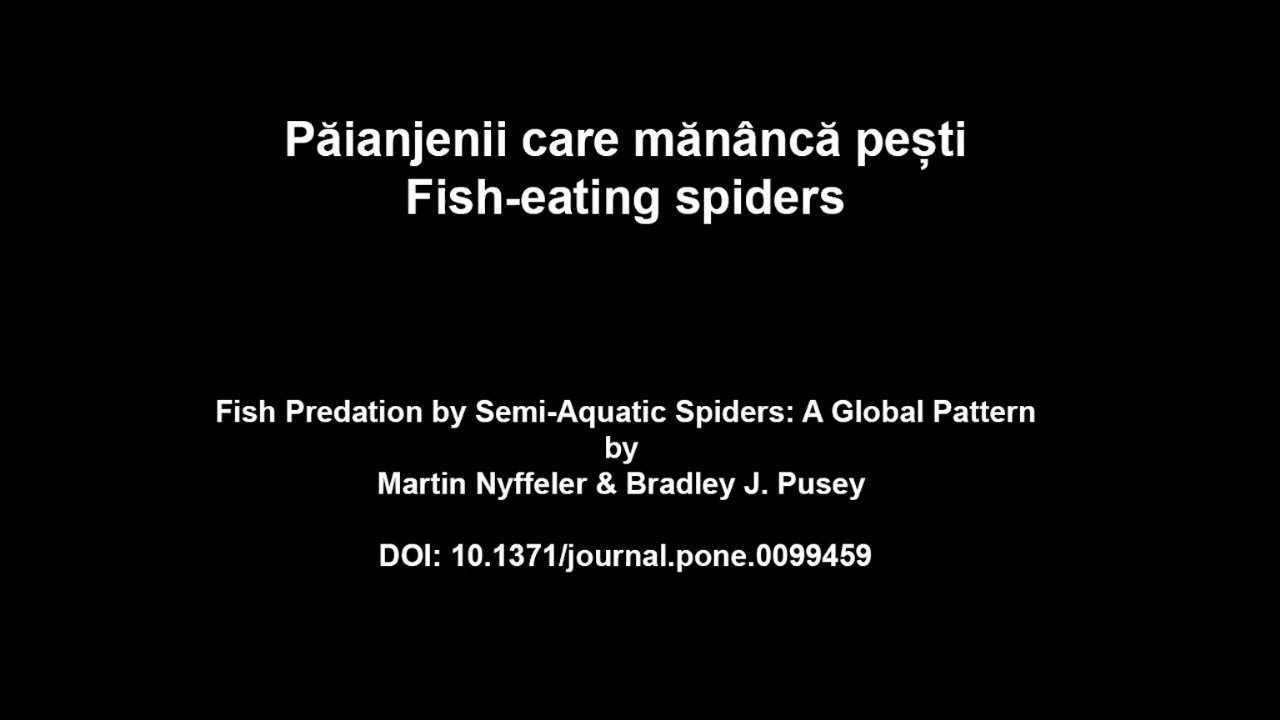 Păianjenii care mănâncă pești
Fish-eating spiders
Fish Predation by Semi-Aquatic Spiders: A Global Pattern
by
Martin Nyffeler & Bradley J. Pusey
DOI: 10.1371/journal.pone.0099459